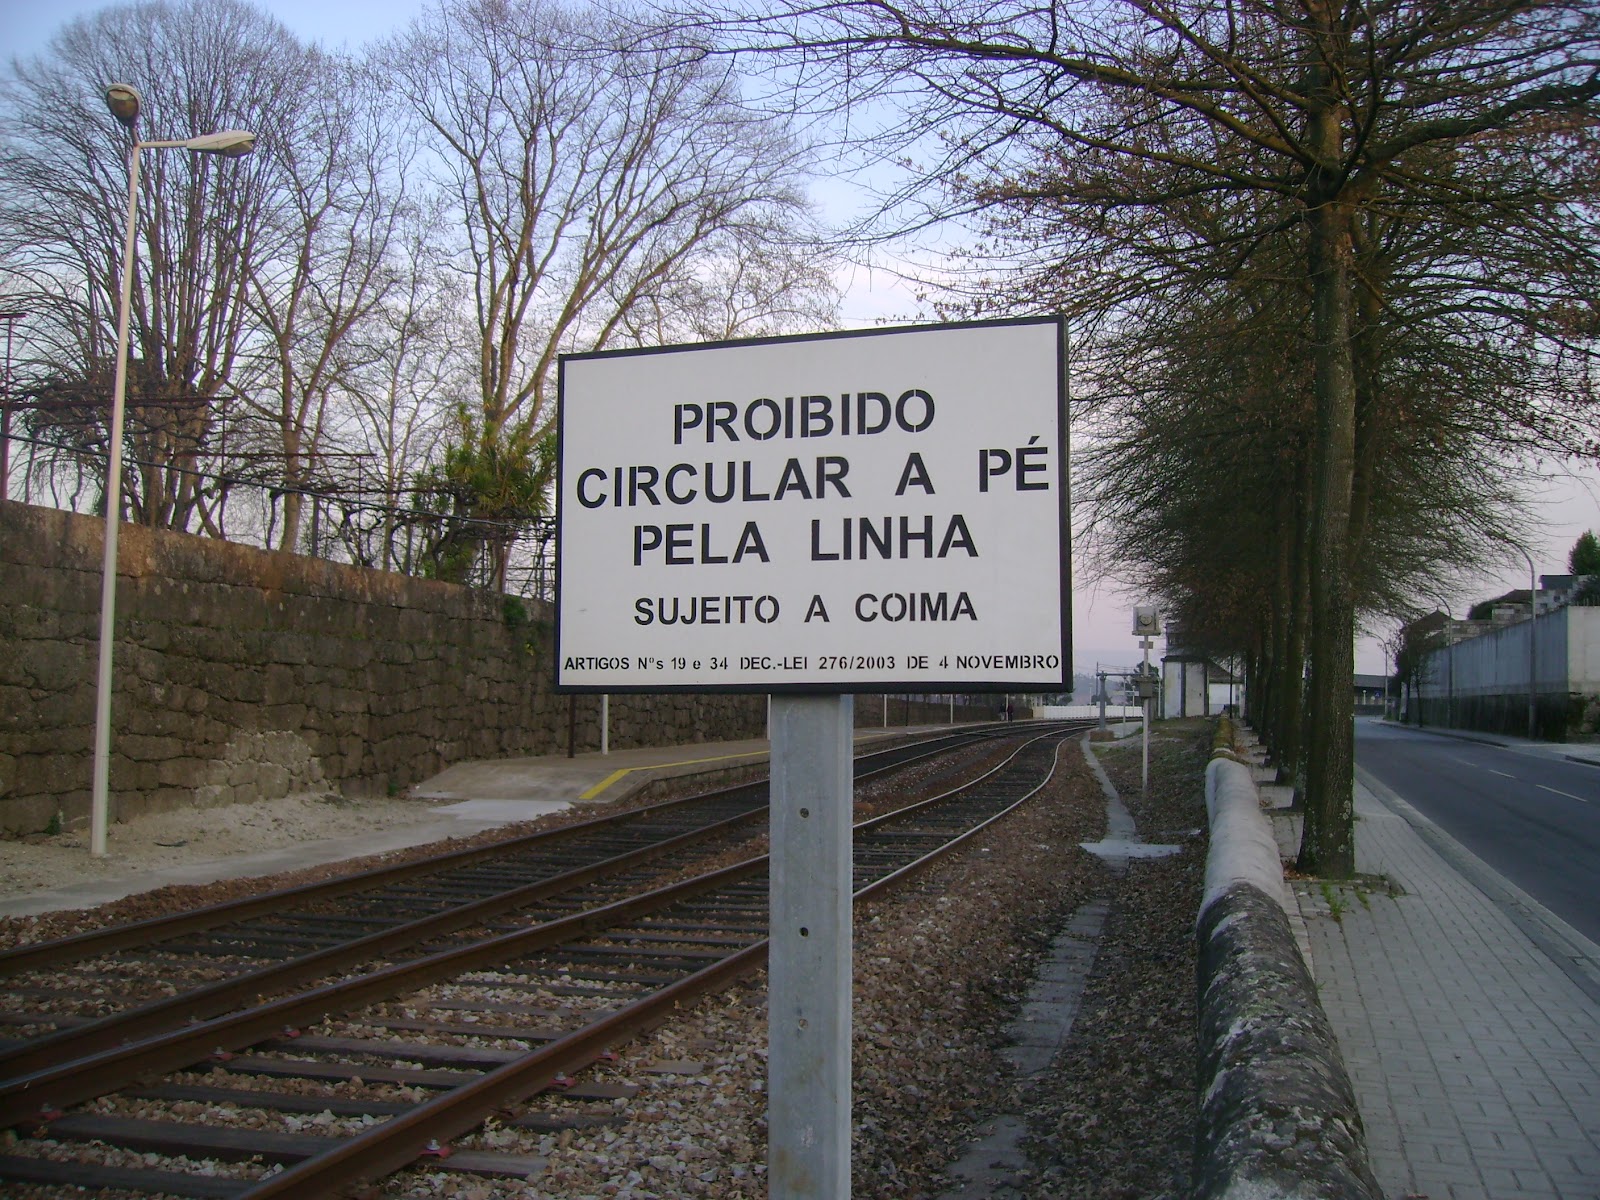 PROIBIDO
CIRCULAR A PÉ
PELA LINHA
SUJEITO A COIMA
ARTIGOS Nºs 19 e 34 DEC.-LEI 276/2003 DE 4 NOVEMBRO